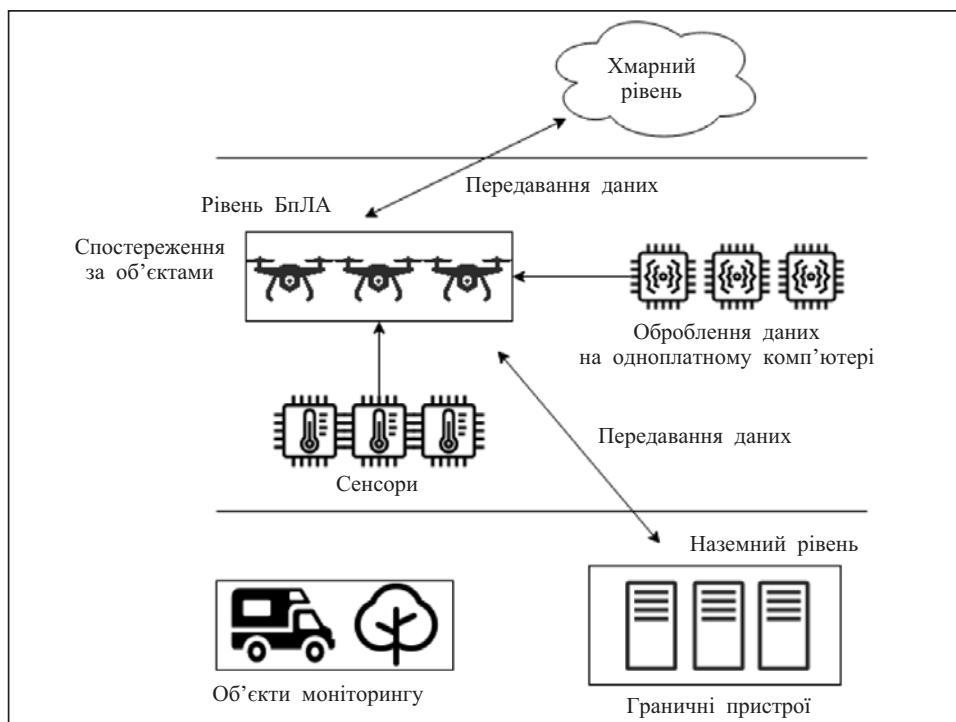 Хмарний
рівень
Передавання даних
Рівень БпЛА
Спостереження
за об’єктами
Оброблення даних
на одноплатному комп’ютері
Передавання даних
Сенсори
Наземний рівень
Об’єкти моніторингу
Граничні пристрої